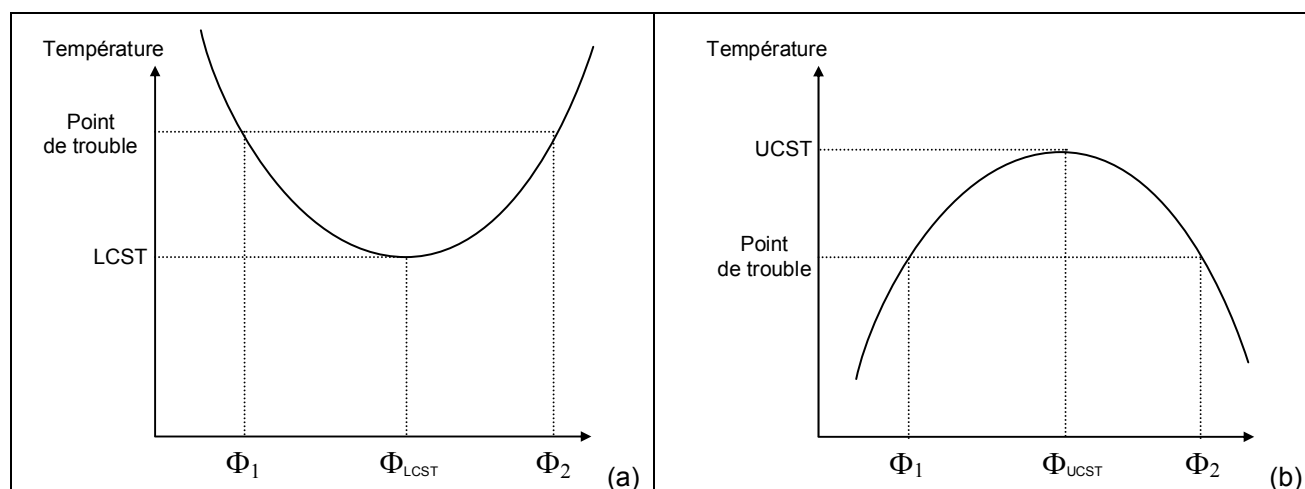 Température
Point
de trouble
LCST
Φ1
ΦLCST
Φ2
(a)
Température
UCST
Point
de trouble
Φ1
ΦUCST
Φ2
(b)